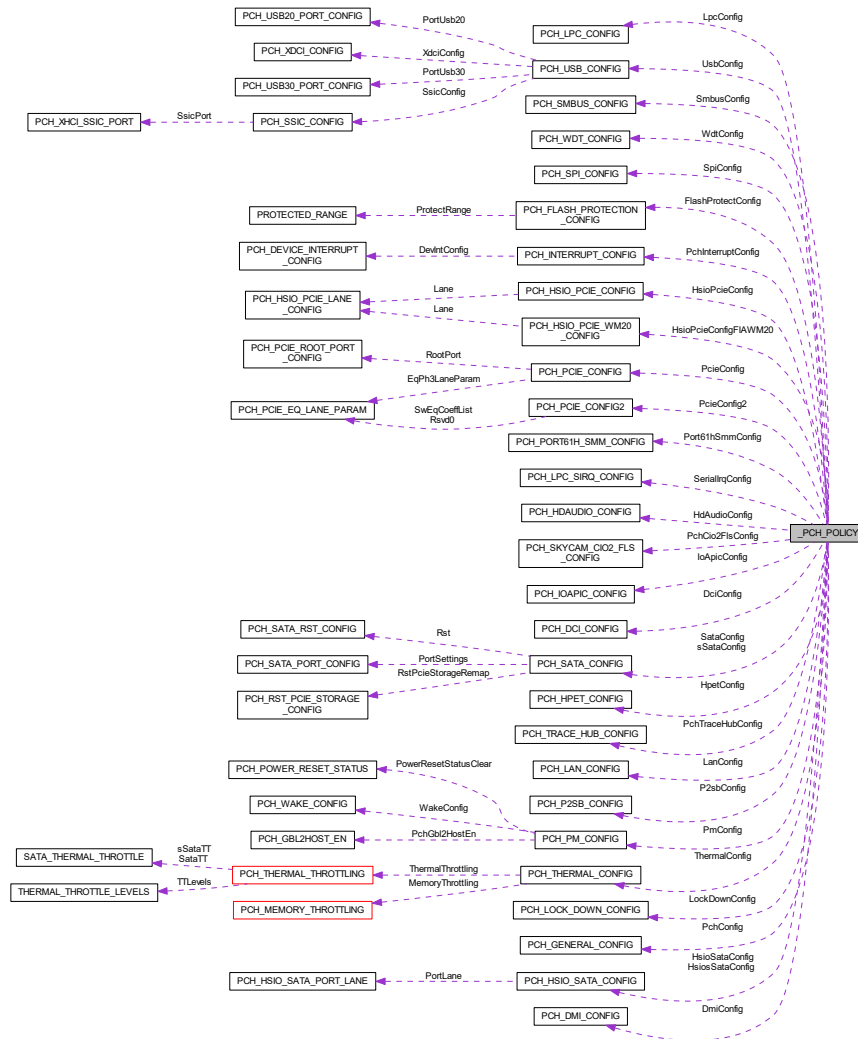 PCH_USB20_PORT_CONFIG
PortUsb20
PCH_LPC_CONFIG
LpcConfig
PCH_XDCI_CONFIG
XdciConfig
PCH_USB_CONFIG
UsbConfig
PCH_USB30_PORT_CONFIG
PortUsb30
SsicConfig
PCH_SMBUS_CONFIG
SmbusConfig
PCH_XHCI_SSIC_PORT
SsicPort
PCH_SSIC_CONFIG
PCH_WDT_CONFIG
WdtConfig
PCH_SPI_CONFIG
SpiConfig
PROTECTED_RANGE
ProtectRange
PCH_FLASH_PROTECTION
_CONFIG
FlashProtectConfig
PCH_DEVICE_INTERRUPT
_CONFIG
DevIntConfig
PCH_INTERRUPT_CONFIG
PchInterruptConfig
PCH_HSIO_PCIE_LANE
_CONFIG
Lane
Lane
PCH_HSIO_PCIE_CONFIG
HsioPcieConfig
PCH_HSIO_PCIE_WM20
_CONFIG
HsioPcieConfigFIAWM20
PCH_PCIE_ROOT_PORT
_CONFIG
RootPort
EqPh3LaneParam
PCH_PCIE_CONFIG
PcieConfig
PCH_PCIE_EQ_LANE_PARAM
SwEqCoeffList
Rsvd0
PCH_PCIE_CONFIG2
PcieConfig2
PCH_PORT61H_SMM_CONFIG
Port61hSmmConfig
PCH_LPC_SIRQ_CONFIG
SerialIrqConfig
PCH_HDAUDIO_CONFIG
HdAudioConfig
_PCH_POLICY
PCH_SKYCAM_CIO2_FLS
_CONFIG
PchCio2FlsConfig
PCH_IOAPIC_CONFIG
IoApicConfig
PCH_DCI_CONFIG
DciConfig
PCH_SATA_RST_CONFIG
Rst
PCH_SATA_PORT_CONFIG
PortSettings
RstPcieStorageRemap
PCH_SATA_CONFIG
SataConfig
sSataConfig
PCH_RST_PCIE_STORAGE
_CONFIG
PCH_HPET_CONFIG
HpetConfig
PCH_TRACE_HUB_CONFIG
PchTraceHubConfig
PCH_POWER_RESET_STATUS
PowerResetStatusClear
PCH_LAN_CONFIG
LanConfig
PCH_WAKE_CONFIG
WakeConfig
PCH_P2SB_CONFIG
P2sbConfig
PCH_GBL2HOST_EN
PchGbl2HostEn
PCH_PM_CONFIG
PmConfig
SATA_THERMAL_THROTTLE
sSataTT
SataTT
PCH_THERMAL_THROTTLING
ThermalThrottling
PCH_THERMAL_CONFIG
ThermalConfig
THERMAL_THROTTLE_LEVELS
TTLevels
MemoryThrottling
PCH_MEMORY_THROTTLING
PCH_LOCK_DOWN_CONFIG
LockDownConfig
PCH_GENERAL_CONFIG
PchConfig
PCH_HSIO_SATA_PORT_LANE
PortLane
PCH_HSIO_SATA_CONFIG
HsioSataConfig
HsiosSataConfig
PCH_DMI_CONFIG
DmiConfig